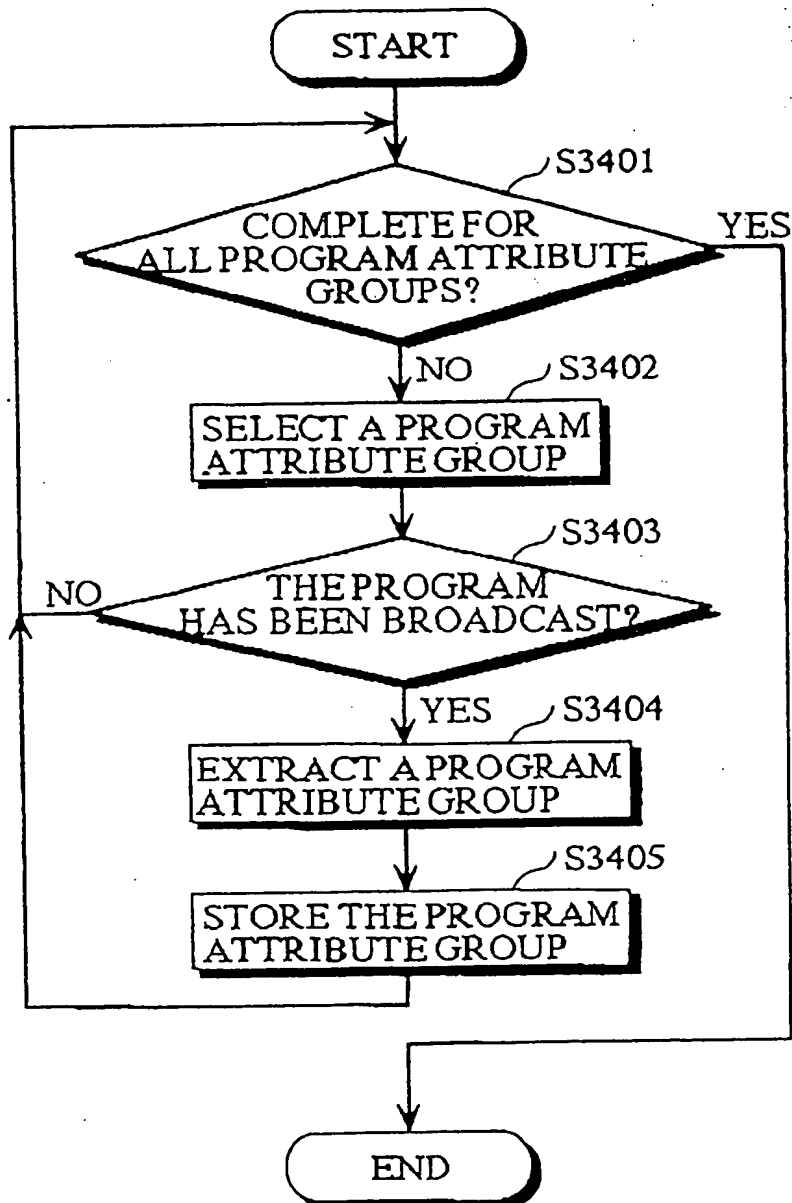 START
S3401
COMPLETE FOR
ALL PROGRAM ATTRIBUTE
GROUPS?
YES
NO
S3402
SELECT A PROGRAM
ATTRIBUTE GROUP
S3403
NO
THE PROGRAM
HAS BEEN BROADCAST?
YES
S3404
EXTRACT A PROGRAM
ATTRIBUTE GROUP
S3405
STORE THE PROGRAM
ATTRIBUTE GROUP
END